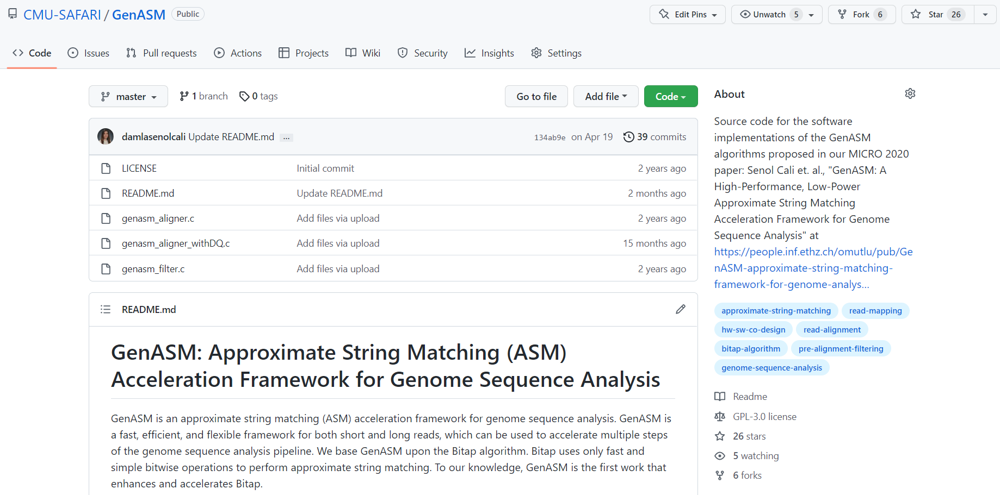 CMU-SAFARI / GenASM Public
Edit Pins Unwatch 5 Fork 6 Star 26
Code Issues Pull requests Actions Projects Wiki Security Insights Settings
master 1 branch 0 tags Go to file Add file Code
damlasenolcali Update README.md ... 134ab9e on Apr 19 39 commits
LICENSE Initial commit 2 years ago
README.md Update README.md 2 months ago
genasm_aligner.c Add files via upload 2 years ago
genasm_aligner_withDQ.c Add files via upload 15 months ago
genasm_filter.c Add files via upload 2 years ago
README.md
GenASM: Approximate String Matching (ASM)
Acceleration Framework for Genome Sequence Analysis
GenASM is an approximate string matching (ASM) acceleration framework for genome sequence analysis. GenASM is
a fast, efficient, and flexible framework for both short and long reads, which can be used to accelerate multiple steps
of the genome sequence analysis pipeline. We base GenASM upon the Bitap algorithm. Bitap uses only fast and
simple bitwise operations to perform approximate string matching. To our knowledge, GenASM is the first work that
enhances and accelerates Bitap.
About
Source code for the software
implementations of the GenASM
algorithms proposed in our MICRO 2020
paper: Senol Cali et. al., "GenASM: A
High-Performance, Low-Power
Approximate String Matching
Acceleration Framework for Genome
Sequence Analysis" at
https://people.inf.ethz.ch/omutlu/pub/Ge
nASM-approximate-string-matching-
framework-for-genome-analys...
approximate-string-matching read-mapping
hw-sw-co-design read-alignment
bitap-algorithm pre-alignment-filtering
genome-sequence-analysis
Readme
GPL-3.0 license
26 stars
5 watching
6 forks